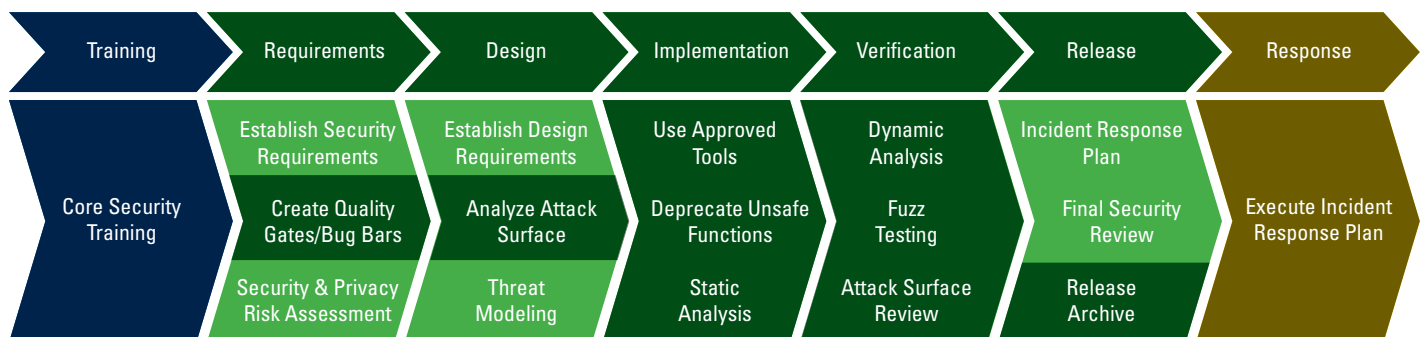 Training
Requirements
Design
Implementation
Verification
Release
Response
Core Security
Training
Establish Security
Requirements
Create Quality
Gates/Bug Bars
Security & Privacy
Risk Assessment
Establish Design
Requirements
Analyze Attack
Surface
Threat
Modeling
Use Approved
Tools
Deprecate Unsafe
Functions
Static
Analysis
Dynamic
Analysis
Fuzz
Testing
Attack Surface
Review
Incident Response
Plan
Final Security
Review
Release
Archive
Execute Incident
Response Plan